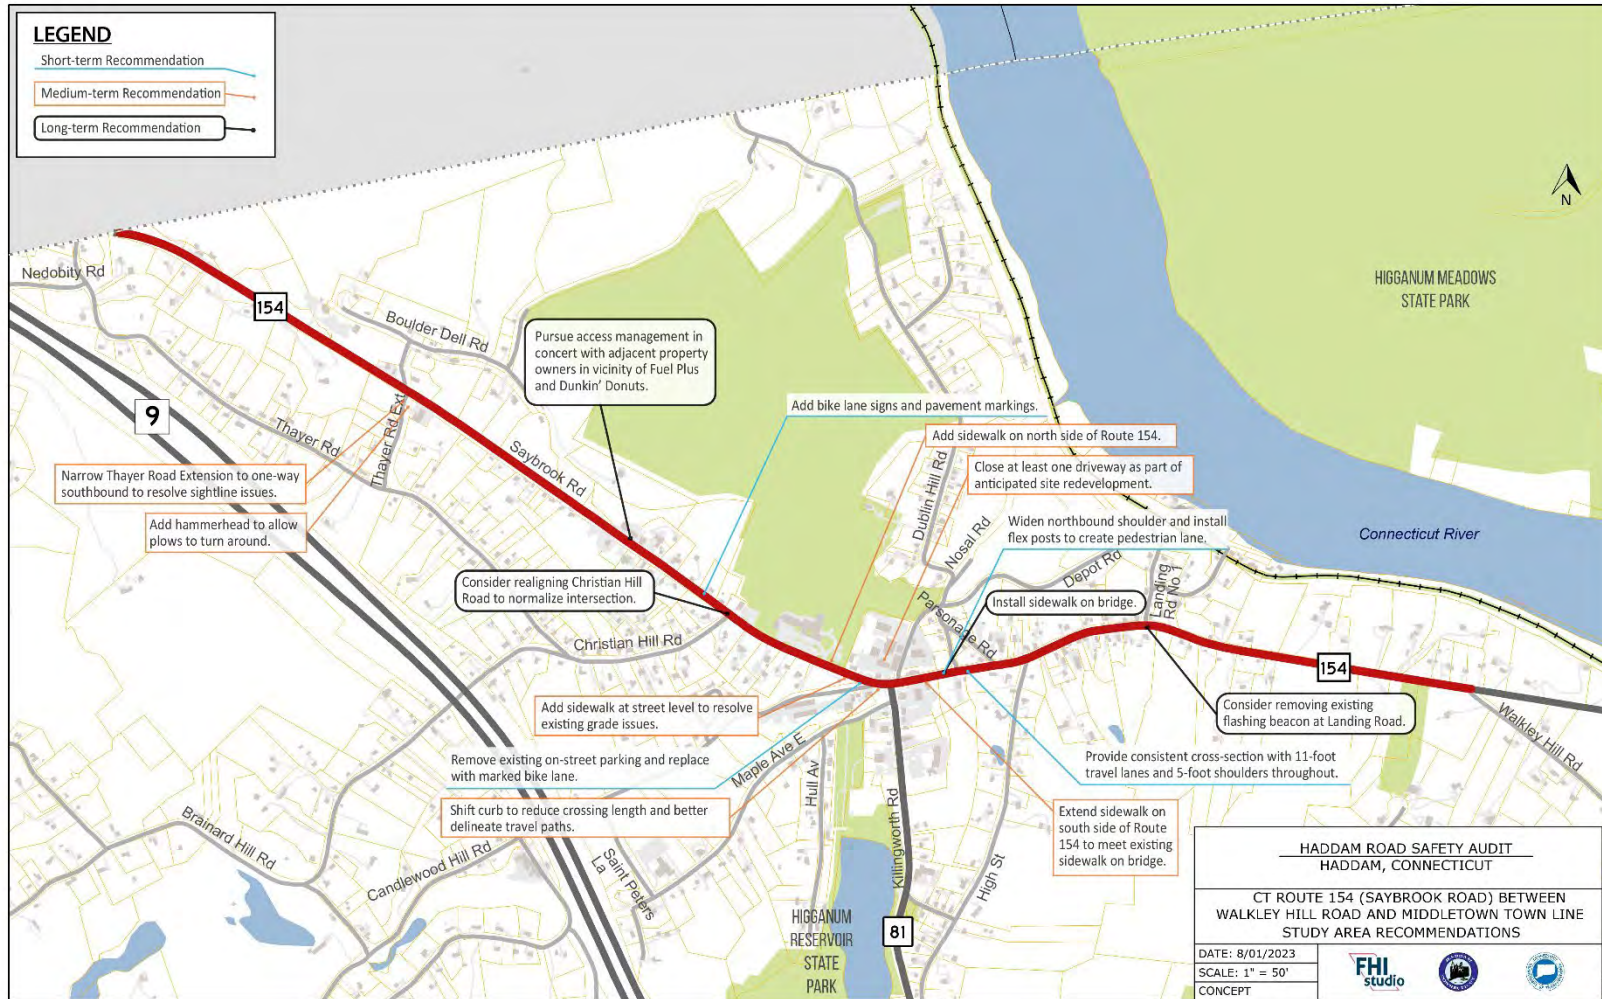 LEGEND
Short-term Recommendation
Medium-term Recommendation
Long-term Recommendation
N
HIGGANUM MEADOWS
STATE PARK
Nedobity Rd
154
Boulder Dell Rd
Pursue access management in
concert with adjacent property
owners in vicinity of Fuel Plus
and Dunkin' Donuts.
9
Thayer Rd
Thayer Rd Ext
Saybrook Rd
Add bike lane signs and pavement markings.
Add sidewalk on north side of Route 154.
Close at least one driveway as part of
anticipated site redevelopment.
Narrow Thayer Road Extension to one-way
southbound to resolve sightline issues.
Add hammerhead to allow
plows to turn around.
Dublin Hill Rd
Nosal Rd
Widen northbound shoulder and install
flex posts to create pedestrian lane.
Connecticut River
Depot Rd
Landing
Rd No 1
Consider realigning Christian Hill
Road to normalize intersection.
Install sidewalk on bridge.
Parsonage Rd
Christian Hill Rd
154
Add sidewalk at street level to resolve
existing grade issues.
Consider removing existing
flashing beacon at Landing Road.
Walkley Hill Rd
Remove existing on-street parking and replace
with marked bike lane.
Maple Ave E
Hull Av
Provide consistent cross-section with 11-foot
travel lanes and 5-foot shoulders throughout.
Shift curb to reduce crossing length and better
delineate travel paths.
Killingworth Rd
Extend sidewalk on
south side of Route
154 to meet existing
sidewalk on bridge.
Brainard Hill Rd
Candlewood Hill Rd
Saint Peters
La
High St
HIGGANUM
RESERVOIR
STATE
PARK
81
HADDAM ROAD SAFETY AUDIT
HADDAM, CONNECTICUT
CT ROUTE 154 (SAYBROOK ROAD) BETWEEN
WALKLEY HILL ROAD AND MIDDLETOWN TOWN LINE
STUDY AREA RECOMMENDATIONS
DATE: 8/01/2023
SCALE: 1" = 50'
CONCEPT
FHI
studio